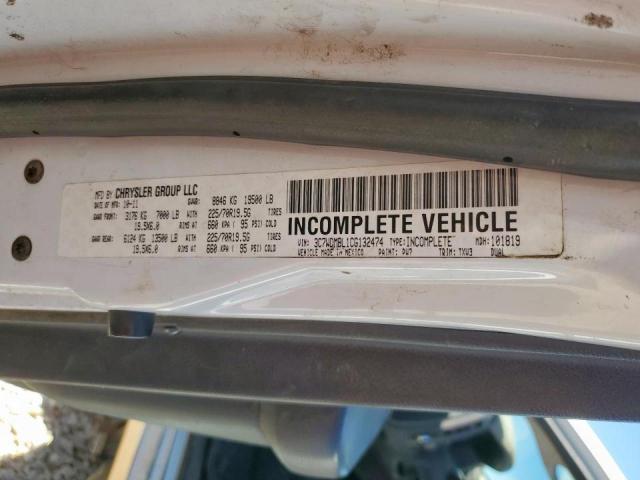 MFD BY CHRYSLER GROUP LLC
DATE OF MFR 10-11 GVWR: 8846 KG 19500 LB
GAWR FRONT: 3176 KG 7000 LB WITH 225/70R19.5G TIRES
19.5X6.0 RIMS AT 660 KPA / 95 PSI COLD
GAWR REAR: 6124 KG 13500 LB WITH 225/70R19.5G TIRES
19.5X6.0 RIMS AT 660 KPA / 95 PSI COLD
INCOMPLETE VEHICLE
VIN: 3C7WDMBL1CG132474 TYPE: INCOMPLETE MDH: 101819
VEHICLE MADE IN MEXICO PAINT: PW7 TRIM: TXV3 DUAL